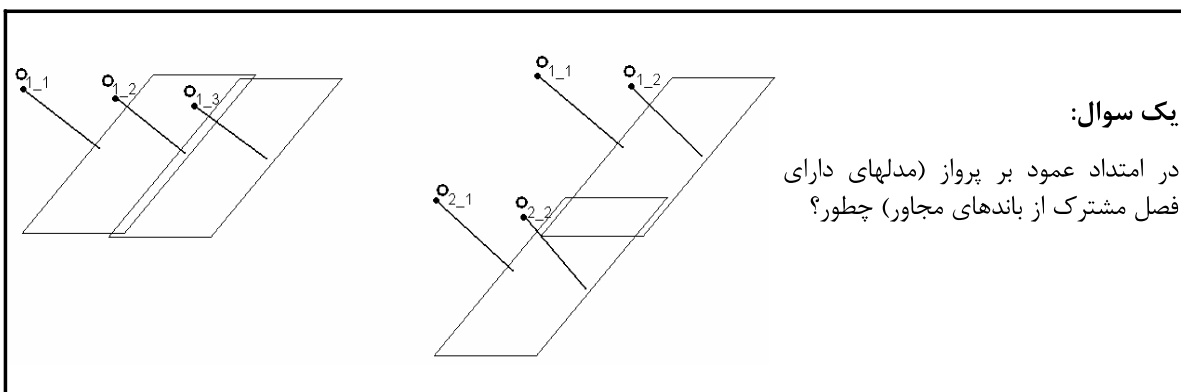 یک سوال:
در امتداد عمود بر پرواز (مدلهای دارای
فصل مشترک از باندهای مجاور) چطور؟
O1_1
O1_2
O1_3
O1_1
O1_2
O2_1
O2_2